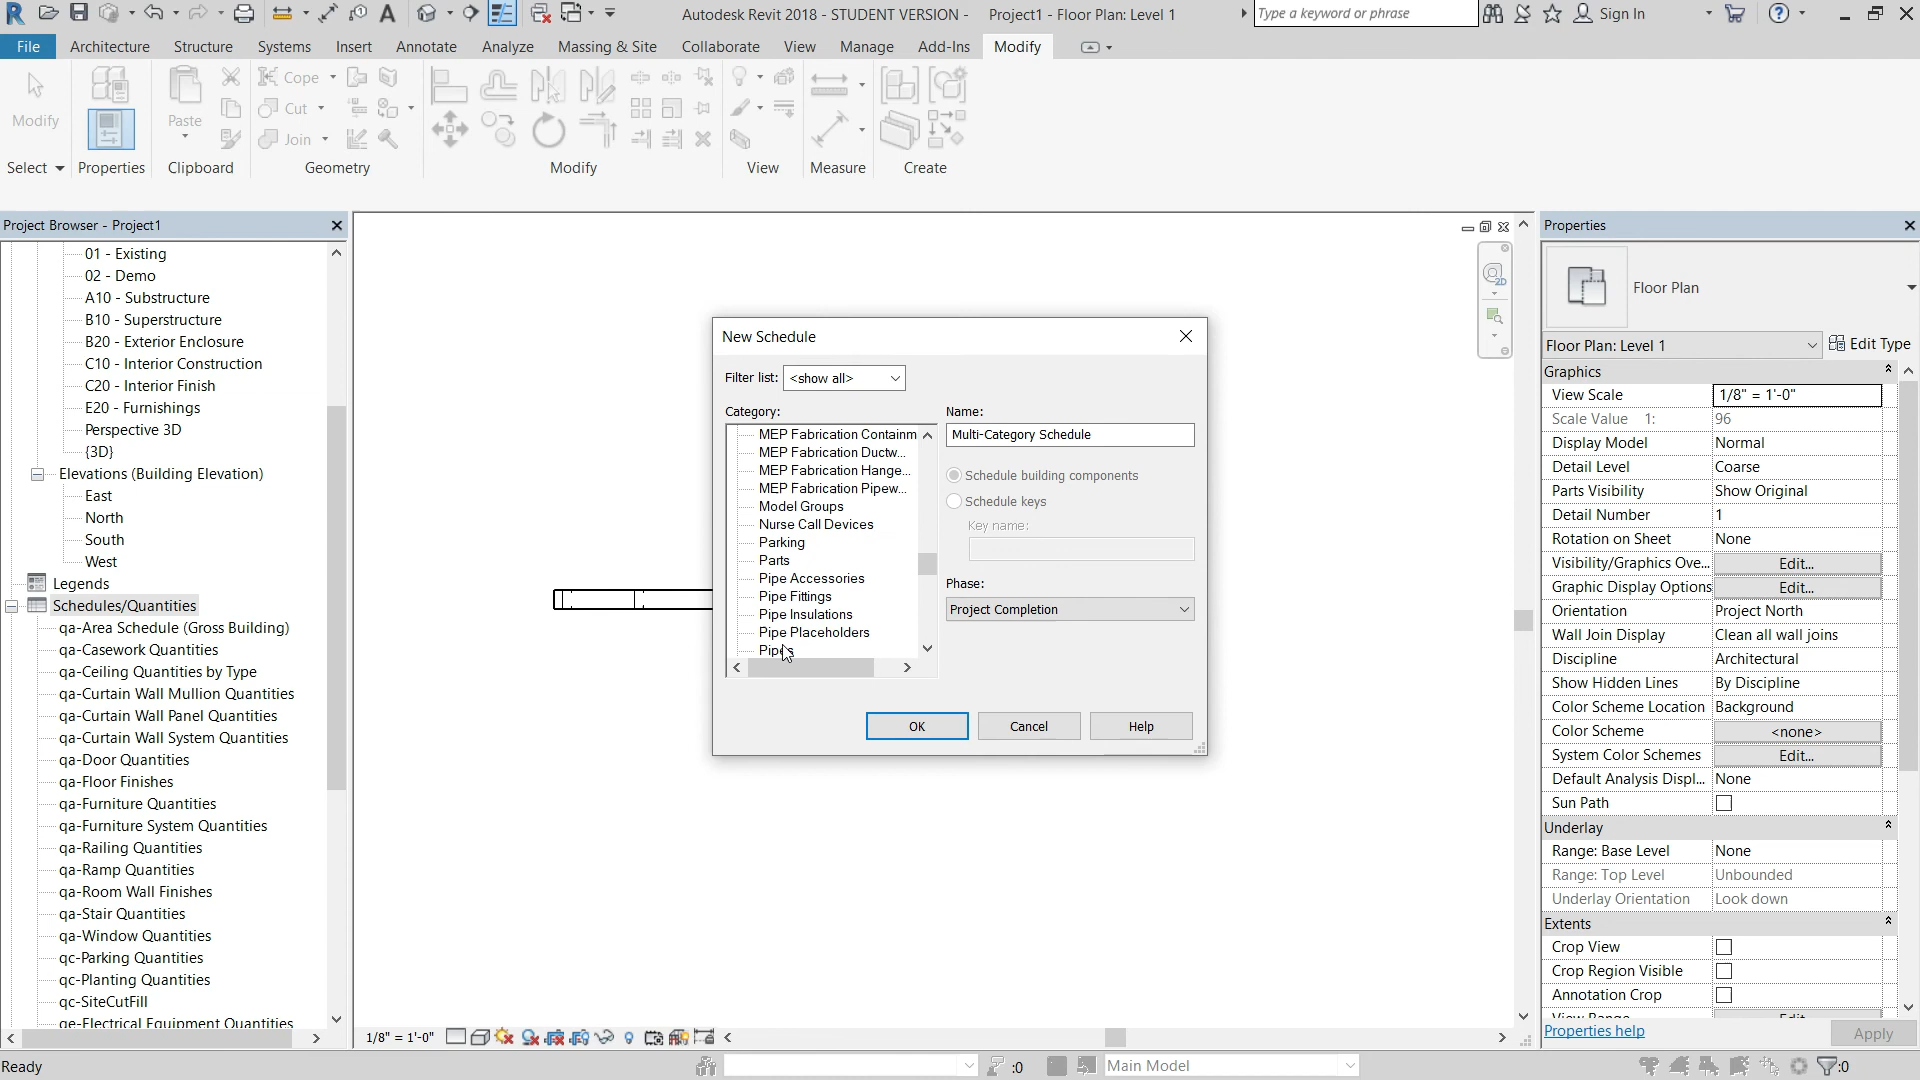 Autodesk Revit 2018 - STUDENT VERSION - Project1 - Floor Plan: Level 1
Type a keyword or phrase
Sign In
File Architecture Structure Systems Insert Annotate Analyze Massing & Site Collaborate View Manage Add-Ins Modify
Modify
Paste
Cope
Cut
Join
Select Properties Clipboard Geometry Modify View Measure Create
Project Browser - Project1
01 - Existing
02 - Demo
A10 - Substructure
B10 - Superstructure
B20 - Exterior Enclosure
C10 - Interior Construction
C20 - Interior Finish
E20 - Furnishings
Perspective 3D
{3D}
Elevations (Building Elevation)
East
North
South
West
Legends
Schedules/Quantities
qa-Area Schedule (Gross Building)
qa-Casework Quantities
qa-Ceiling Quantities by Type
qa-Curtain Wall Mullion Quantities
qa-Curtain Wall Panel Quantities
qa-Curtain Wall System Quantities
qa-Door Quantities
qa-Floor Finishes
qa-Furniture Quantities
qa-Furniture System Quantities
qa-Railing Quantities
qa-Ramp Quantities
qa-Room Wall Finishes
qa-Stair Quantities
qa-Window Quantities
qc-Parking Quantities
qc-Planting Quantities
qc-SiteCutFill
qe-Electrical Equipment Quantities
2D
New Schedule
Filter list: <show all>
Category:
MEP Fabrication Containm
MEP Fabrication Ductw...
MEP Fabrication Hange...
MEP Fabrication Pipew...
Model Groups
Nurse Call Devices
Parking
Parts
Pipe Accessories
Pipe Fittings
Pipe Insulations
Pipe Placeholders
Pipes
Name:
Multi-Category Schedule
Schedule building components
Schedule keys
Key name:
Phase:
Project Completion
OK Cancel Help
Properties
Floor Plan
Floor Plan: Level 1 Edit Type
Graphics
View Scale 1/8" = 1'-0"
Scale Value 1: 96
Display Model Normal
Detail Level Coarse
Parts Visibility Show Original
Detail Number 1
Rotation on Sheet None
Visibility/Graphics Ove... Edit...
Graphic Display Options Edit...
Orientation Project North
Wall Join Display Clean all wall joins
Discipline Architectural
Show Hidden Lines By Discipline
Color Scheme Location Background
Color Scheme <none>
System Color Schemes Edit...
Default Analysis Displ... None
Sun Path
Underlay
Range: Base Level None
Range: Top Level Unbounded
Underlay Orientation Look down
Extents
Crop View
Crop Region Visible
Annotation Crop
View Range Edit...
Properties help Apply
1/8" = 1'-0"
Ready
:0
Main Model
:0